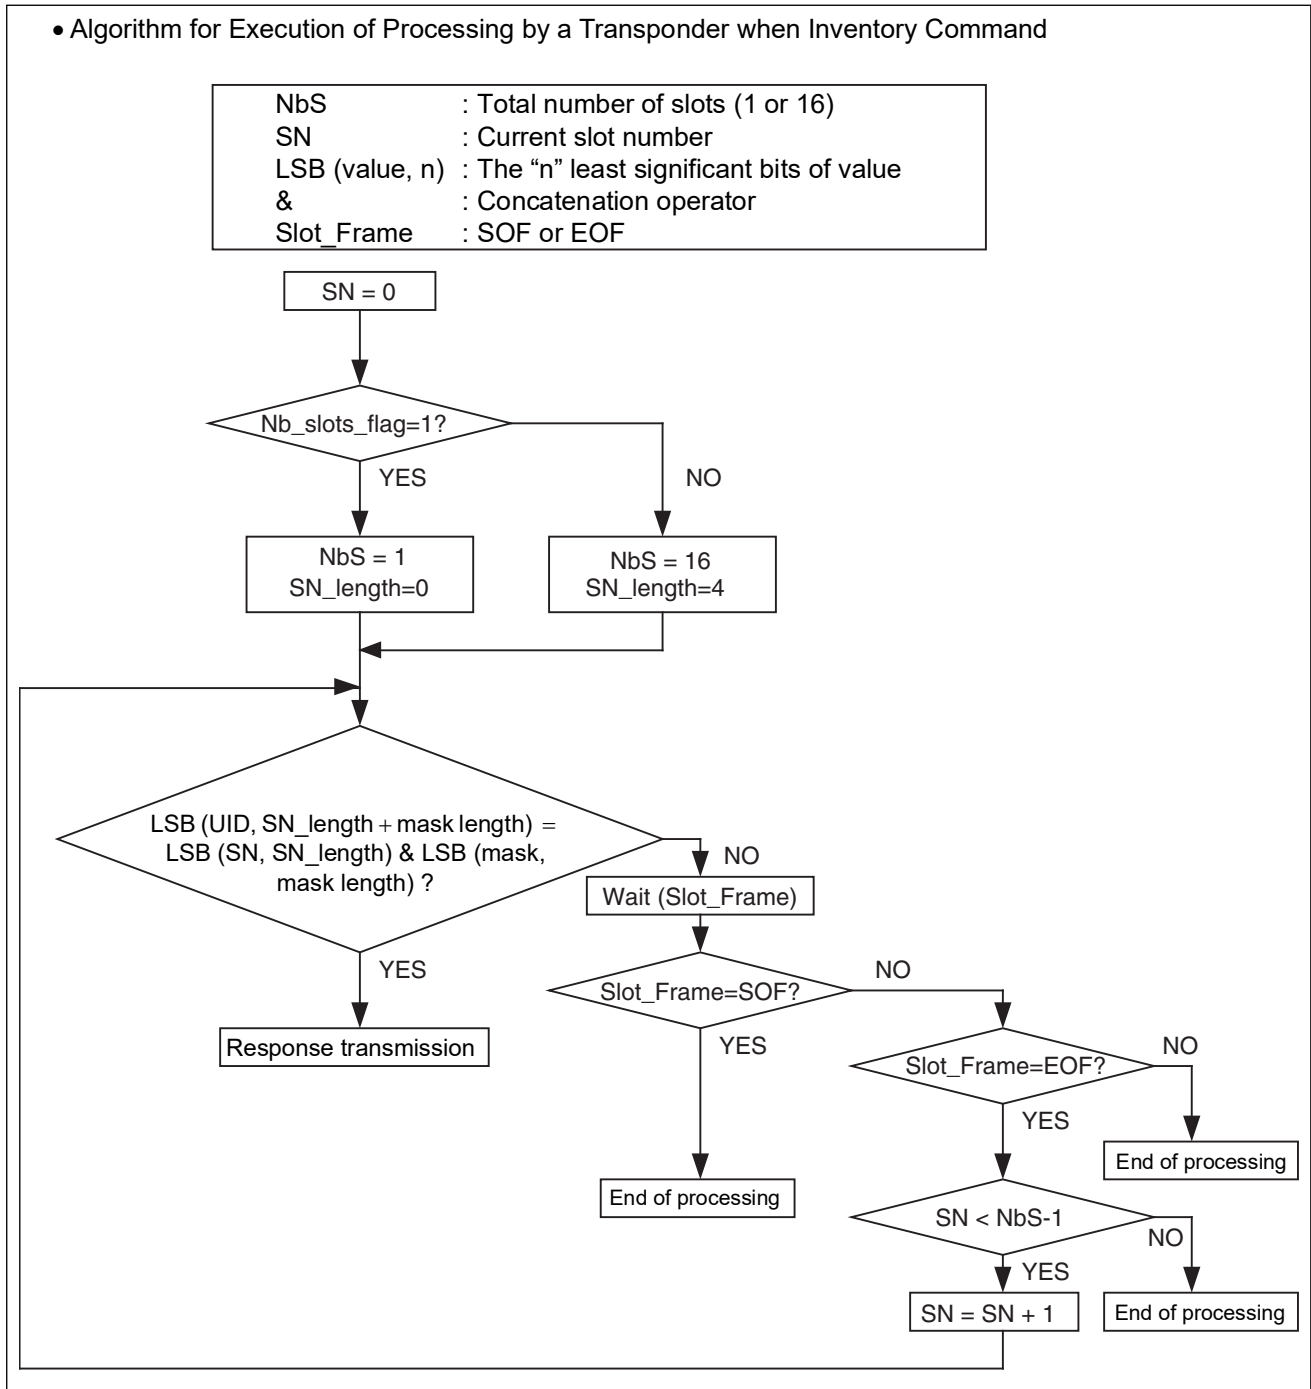 • Algorithm for Execution of Processing by a Transponder when Inventory Command
NbS : Total number of slots (1 or 16)
SN : Current slot number
LSB (value, n) : The “n” least significant bits of value
& : Concatenation operator
Slot_Frame : SOF or EOF
SN = 0
Nb_slots_flag=1?
YES
NO
NbS = 1
SN_length=0
NbS = 16
SN_length=4
LSB (UID, SN_length + mask length) =
LSB (SN, SN_length) & LSB (mask,
mask length) ?
NO
Wait (Slot_Frame)
YES
Response transmission
Slot_Frame=SOF?
NO
YES
End of processing
Slot_Frame=EOF?
NO
YES
End of processing
SN < NbS-1
NO
YES
SN = SN + 1
End of processing